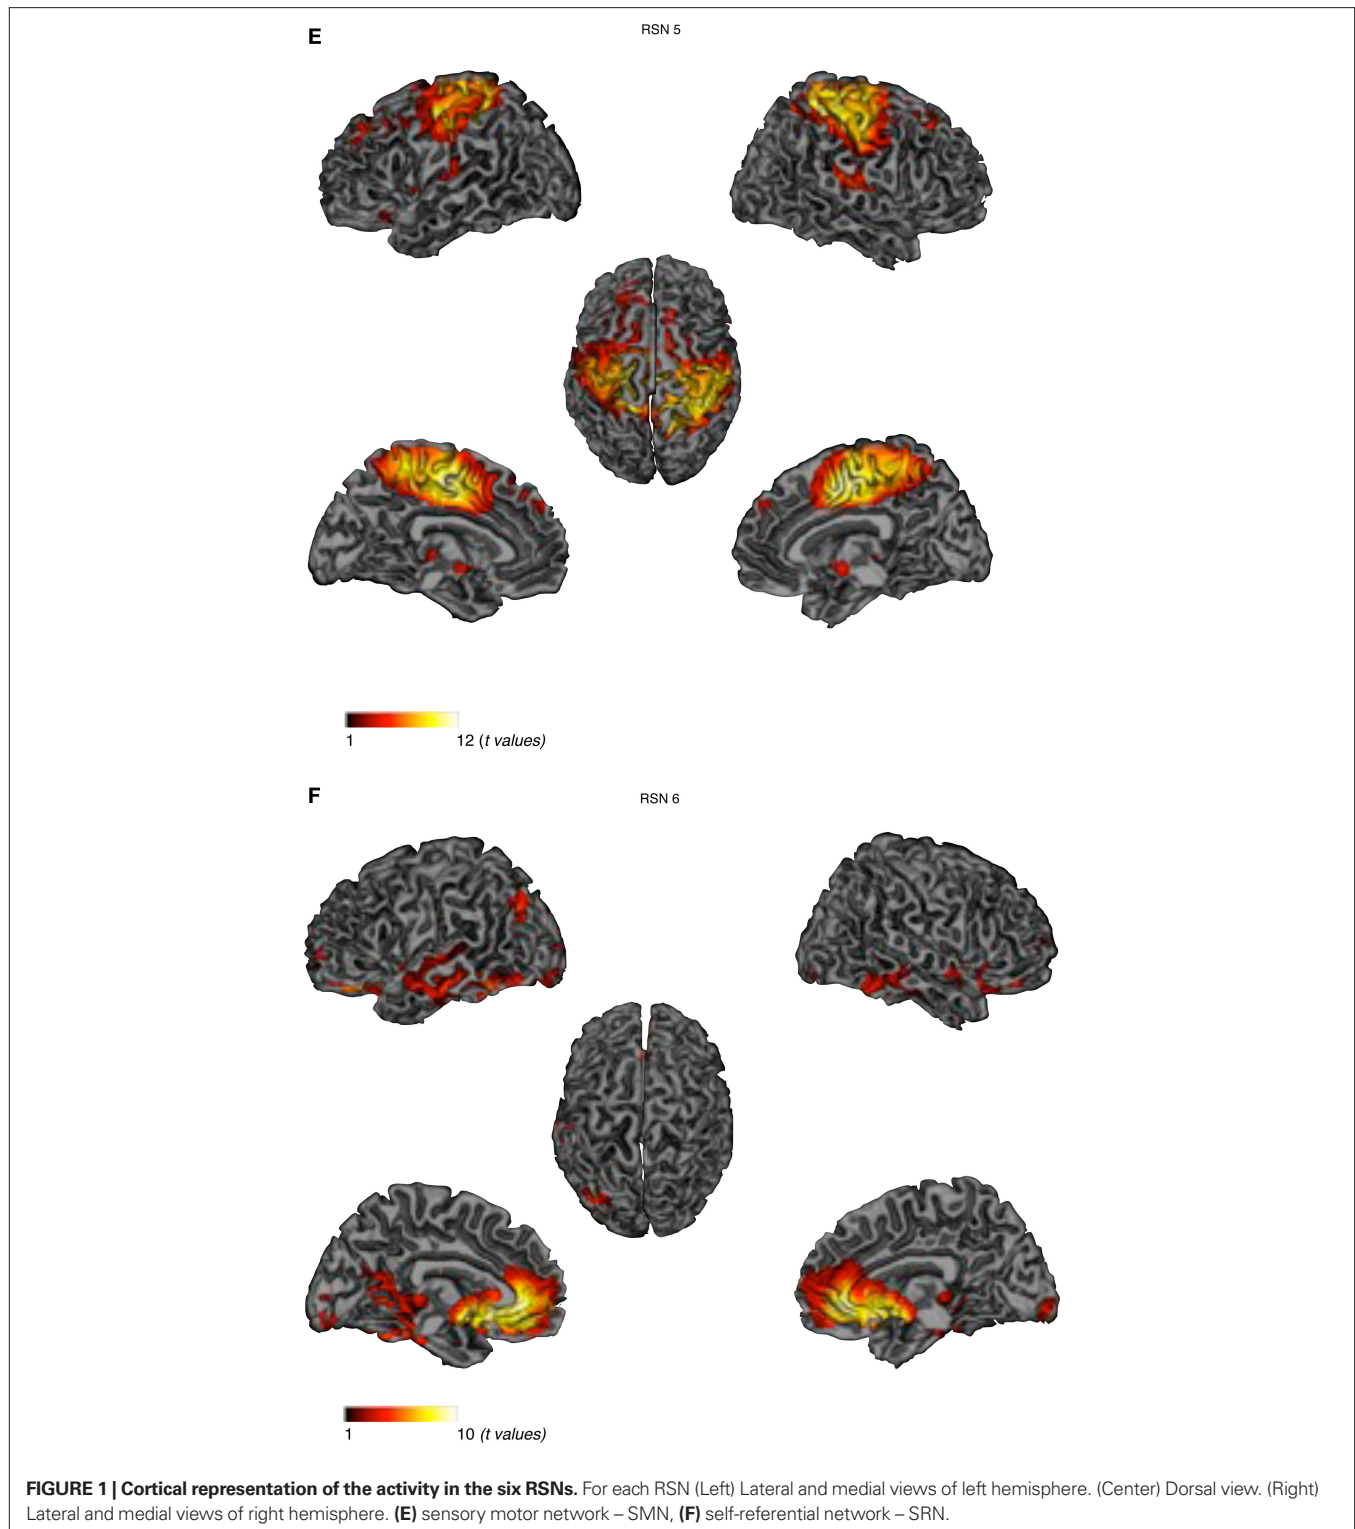 E
RSN 5
1 12 (t values)
F
RSN 6
1 10 (t values)
FIGURE 1 | Cortical representation of the activity in the six RSNs. For each RSN (Left) Lateral and medial views of left hemisphere. (Center) Dorsal view. (Right)
Lateral and medial views of right hemisphere. (E) sensory motor network – SMN, (F) self-referential network – SRN.